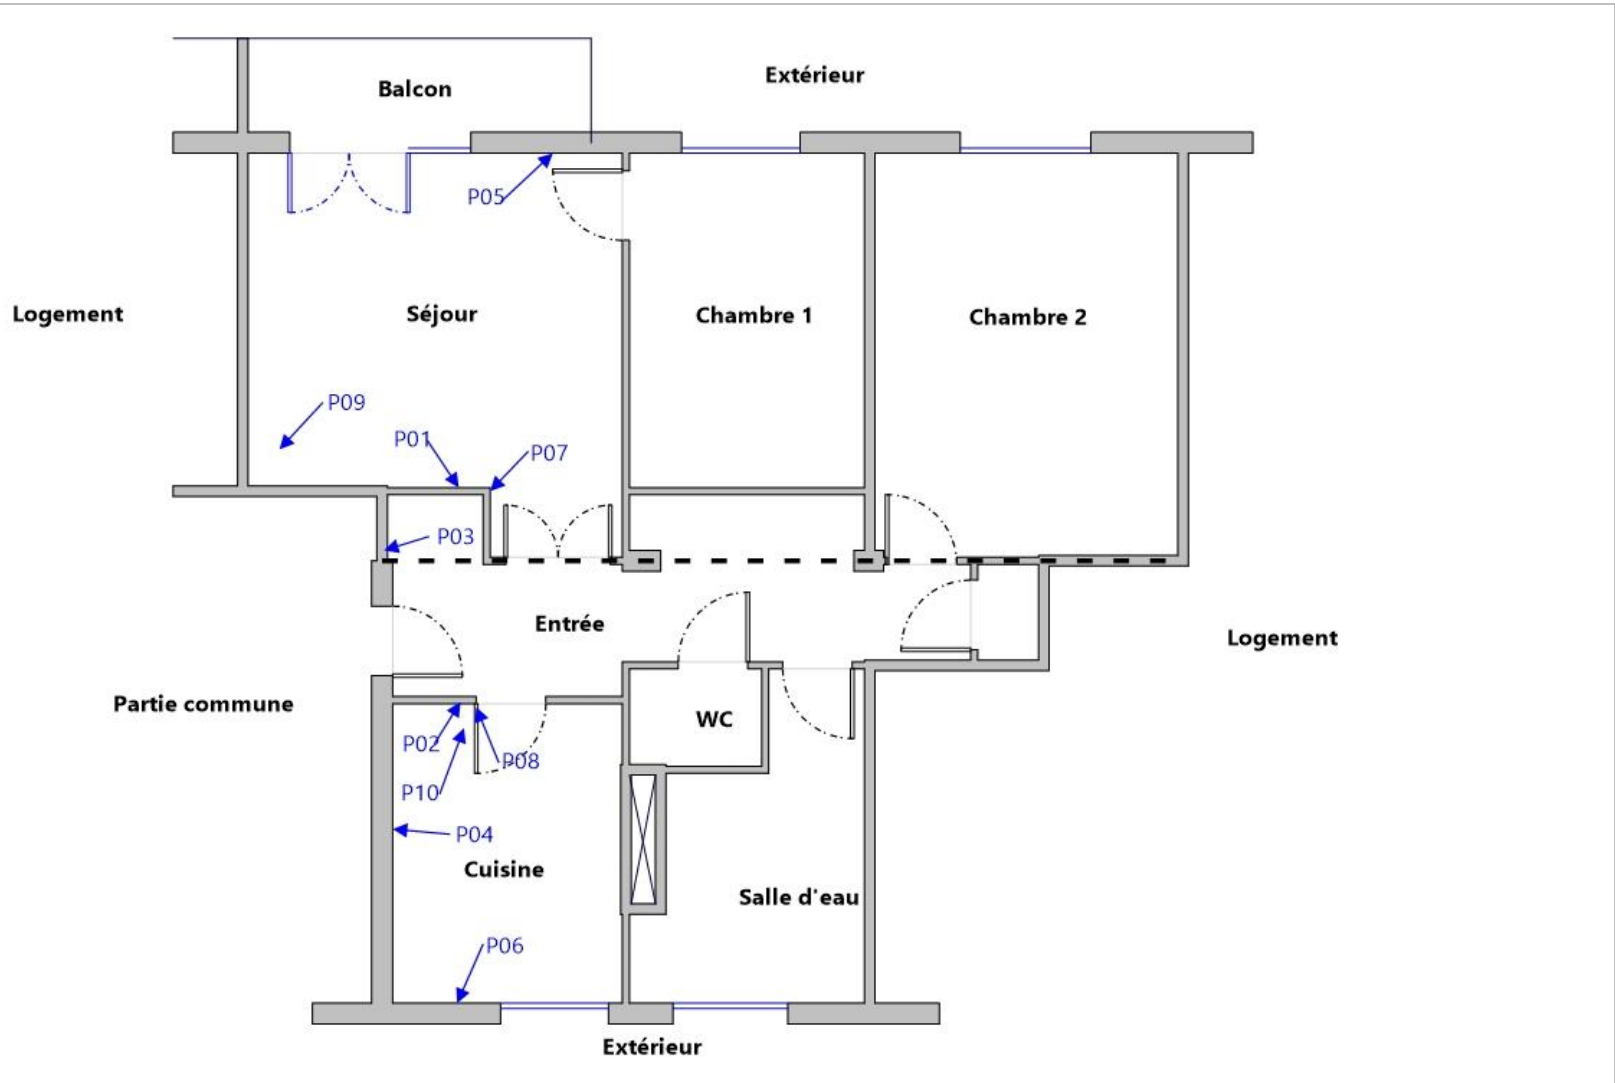 Extérieur
Balcon
P05
Logement
Séjour
Chambre 1
Chambre 2
P09
P01
P07
P03
Entrée
Logement
Partie commune
WC
P02
P08
P10
P04
Cuisine
Salle d'eau
P06
Extérieur